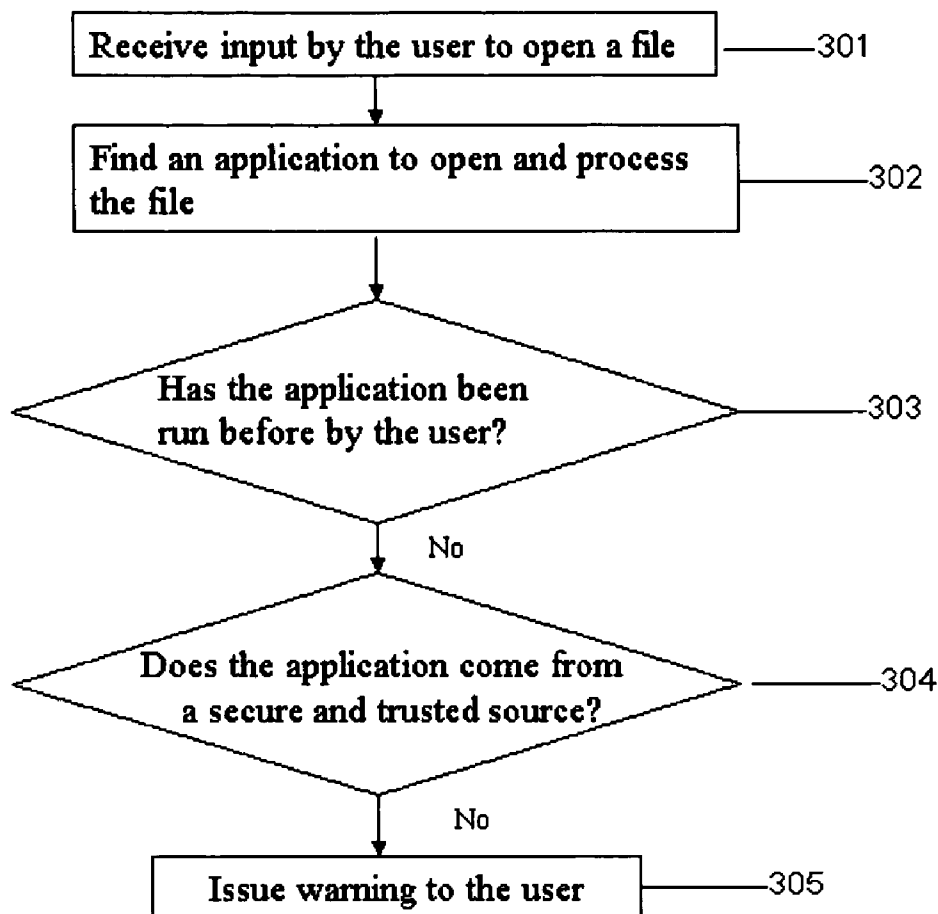 Receive input by the user to open a file
301
Find an application to open and process
the file
302
Has the application been
run before by the user?
303
No
Does the application come from
a secure and trusted source?
304
No
Issue warning to the user
305